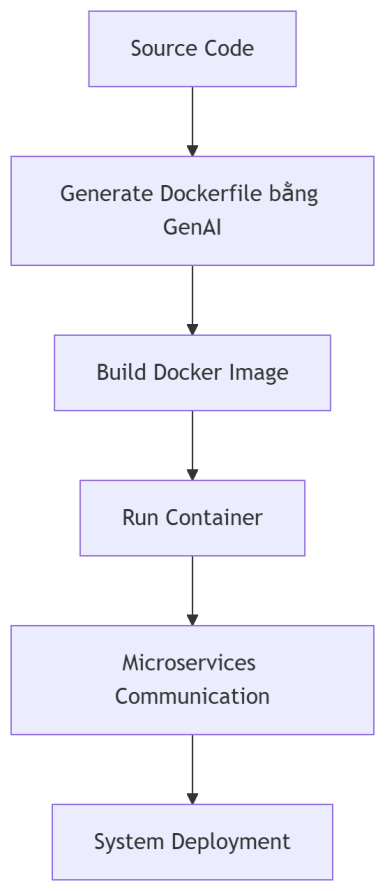 Source Code
Generate Dockerfile bằng
GenAI
Build Docker Image
Run Container
Microservices
Communication
System Deployment